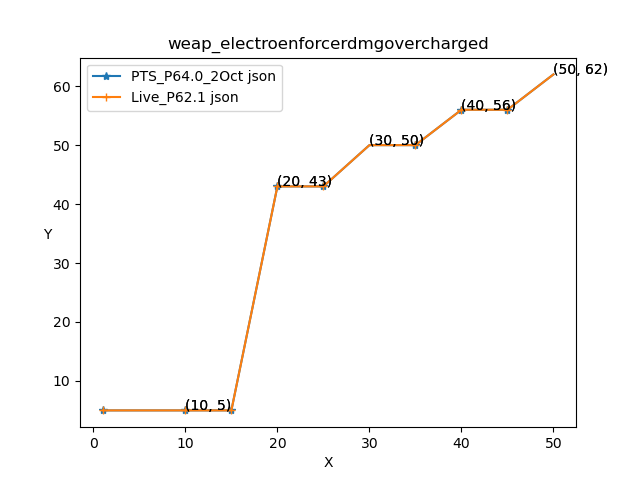 weap_electroenforcerdmgovercharged
PTS_P64.0_2Oct json
Live_P62.1 json
(50, 62)
(40, 56)
(30, 50)
(20, 43)
(10, 5)
60
50
40
30
20
10
Y
0 10 20 30 40 50
X